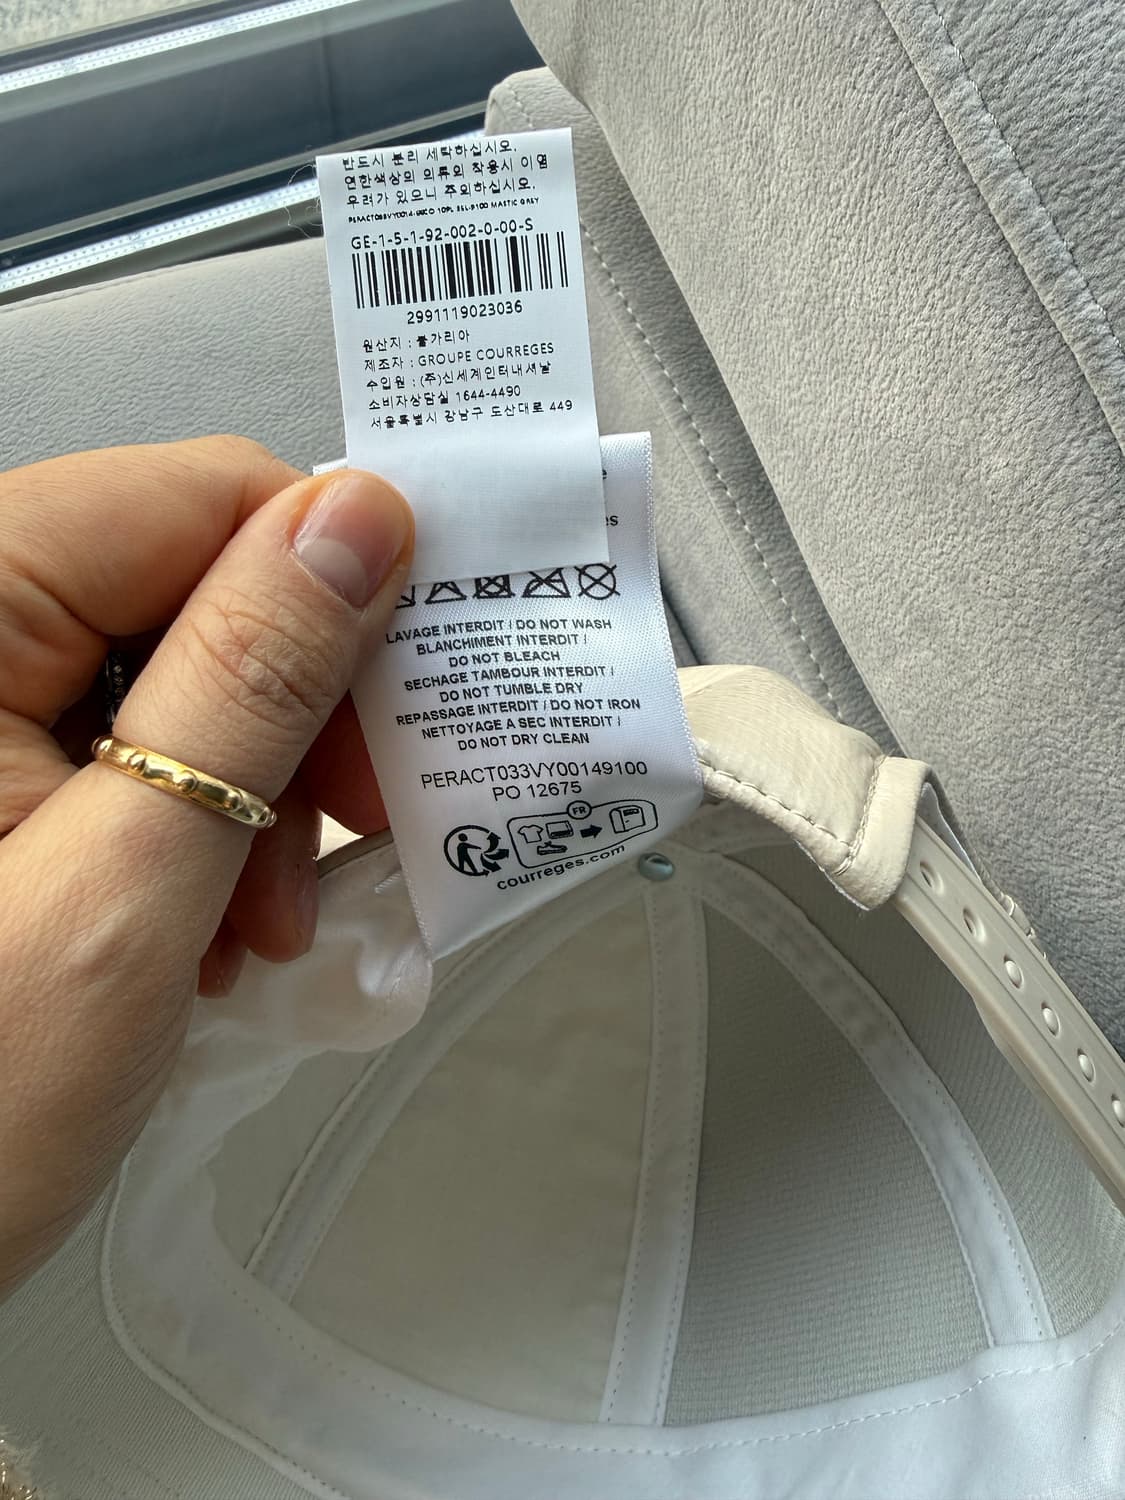 반드시 분리 세탁하십시오.
연한색상의 의류와 착용시 이염
우려가 있으니 주의하십시오.
MASTIC GREY
GE-1-5-1-92-002-0-00-S
2991119023036
원산지 : 불가리아
제조자 : GROUPE COURREGES
수입원 : (주)신세계인터내셔날
소비자상담실 1644-4490
서울특별시 강남구 도산대로 449
LAVAGE INTERDIT / DO NOT WASH
BLANCHIMENT INTERDIT /
DO NOT BLEACH
SECHAGE TAMBOUR INTERDIT /
DO NOT TUMBLE DRY
REPASSAGE INTERDIT / DO NOT IRON
NETTOYAGE A SEC INTERDIT /
DO NOT DRY CLEAN
PERACT033VY00149100
PO 12675
FR
courreges.com